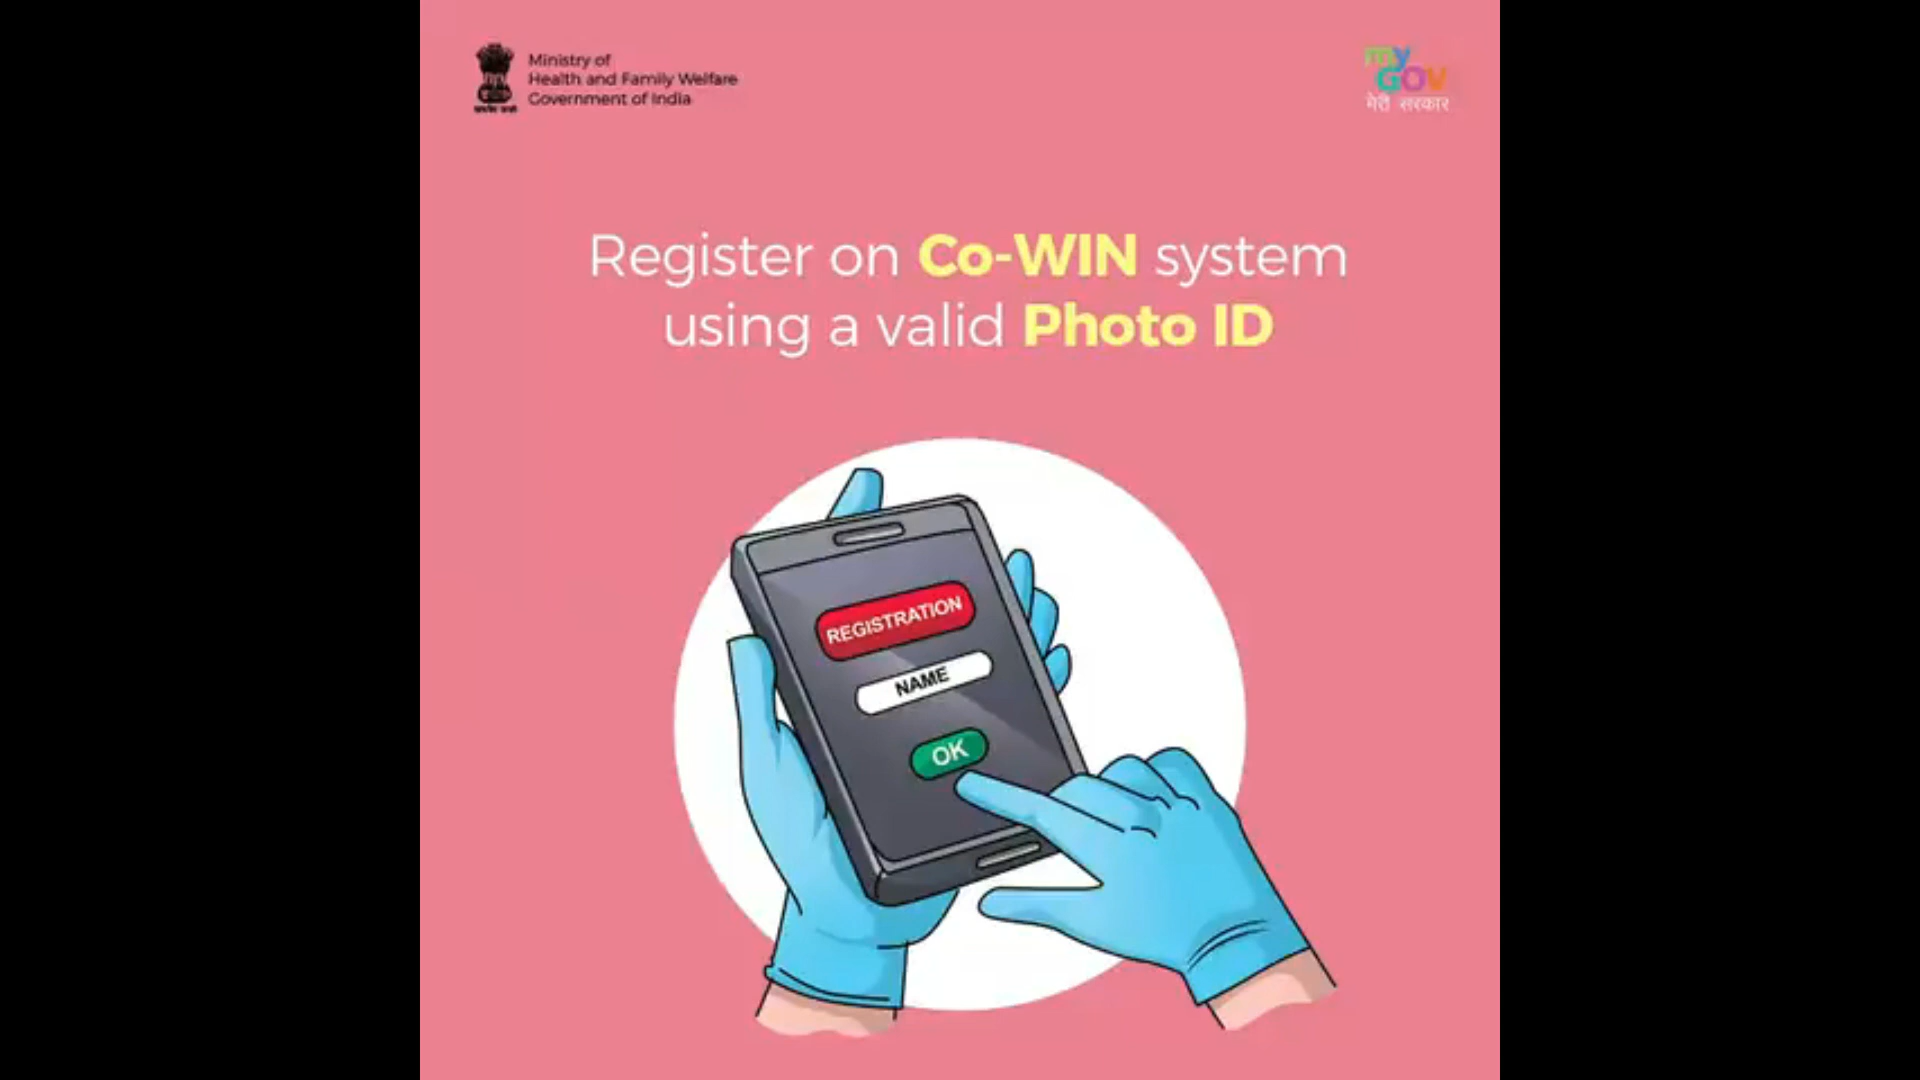 Ministry of
Health and Family Welfare
Government of India
my
GOV
मेरी सरकार
Register on Co-WIN system
using a valid Photo ID
REGISTRATION
NAME
OK